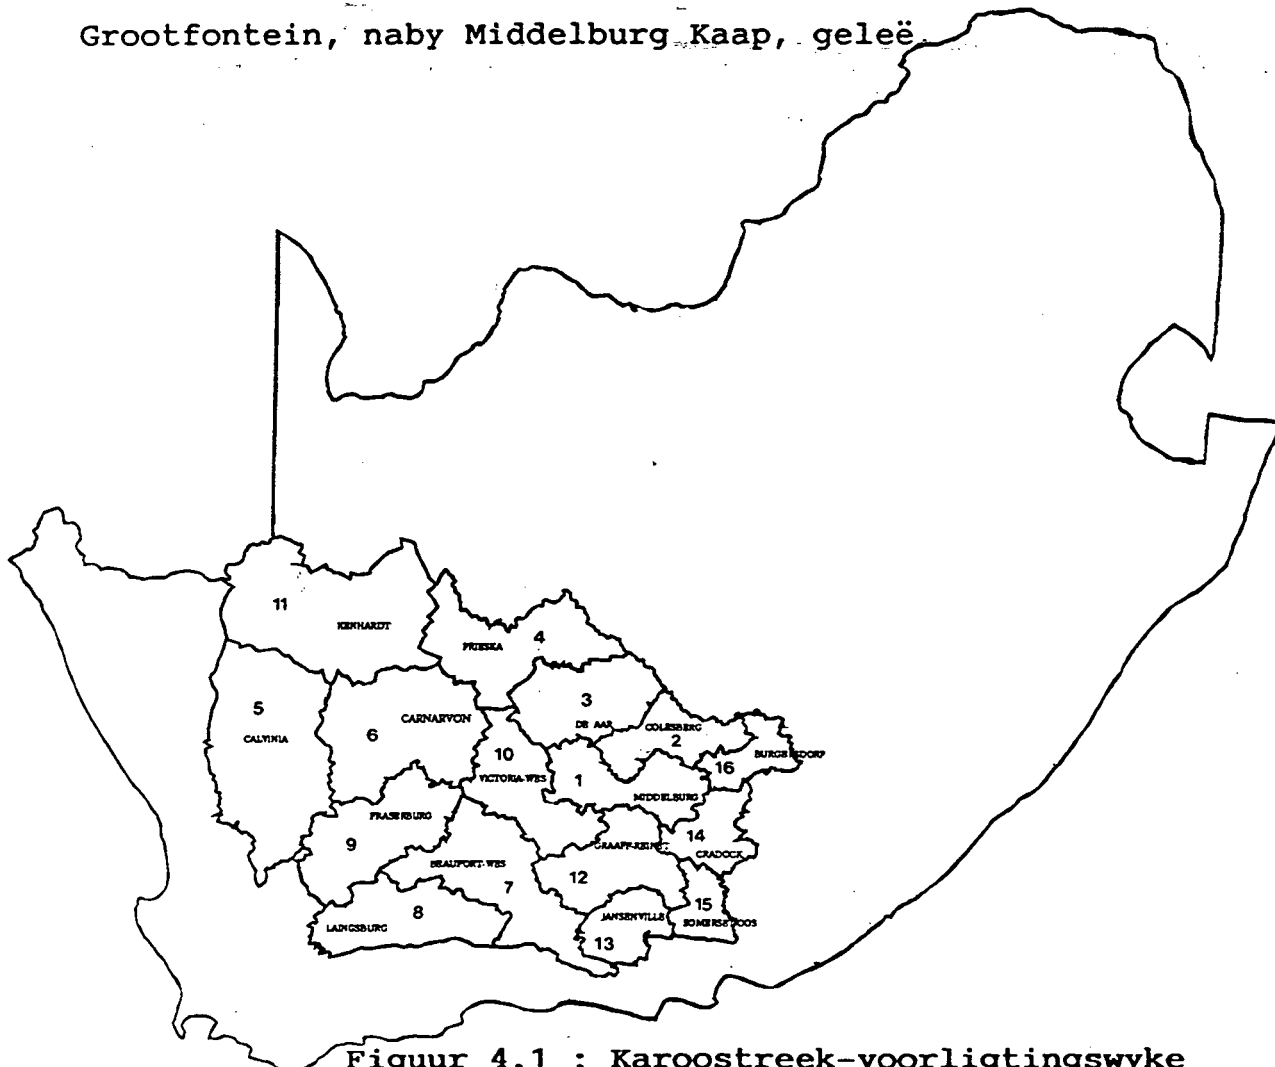 Grootfontein, naby Middelburg Kaap, geleë.
11
KENHARDT
PRIESKA
4
5
CALVINIA
6
CARNARVON
3
DE AAR
COLESBERG
2
10
VICTORIA-WES
1
MIDDELBURG
16
BURGERSDORP
FRASERBURG
9
GRAAFF-REINET
14
CRADOCK
BEAUFORT-WES
7
12
8
LAINGSBURG
JANSENVILLE
13
15
SOMERSET-OOS
Figuur 4.1 : Karoostreek-voorligtingswyke